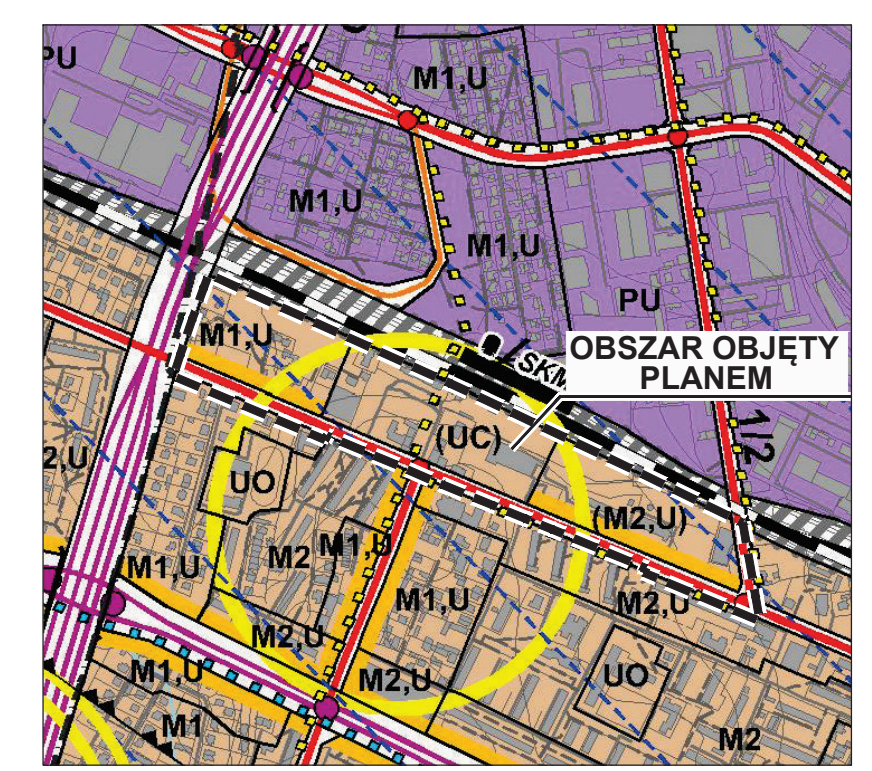 PU
M1,U
M1,U
M1,U
PU
M1,U
OBSZAR OBJĘTY
PLANEM
SKM
1/2
(UC)
2,U
UO
(M2,U)
M2
M1,U
M1,U
M1,U
M2,U
M2,U
M1,U
M2,U
UO
M1
M2